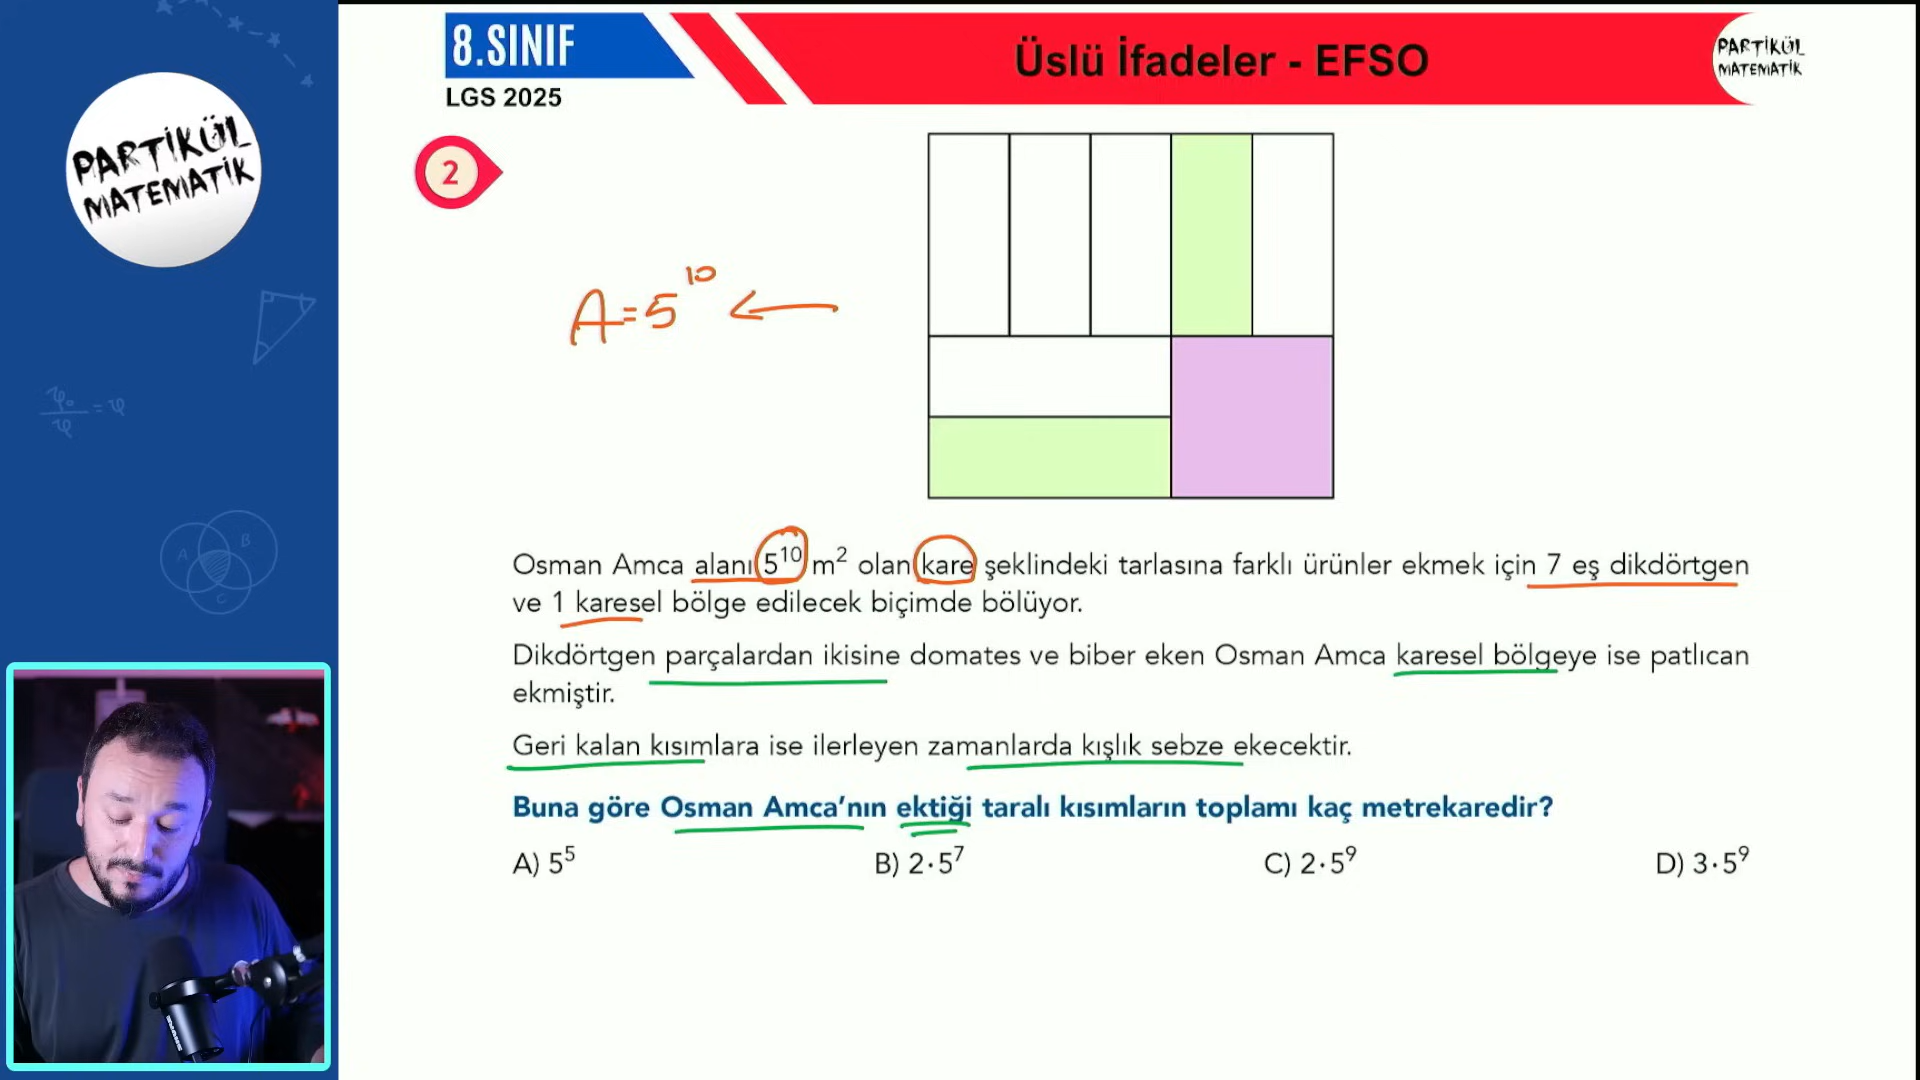 8.SINIF
LGS 2025
Üslü İfadeler - EFSO
PARTİKÜL
MATEMATİK
PARTİKÜL
MATEMATİK
2
A=5¹⁰
Osman Amca alanı 5¹⁰ m² olan kare şeklindeki tarlasına farklı ürünler ekmek için 7 eş dikdörtgen
ve 1 karesel bölge edilecek biçimde bölüyor.
Dikdörtgen parçalardan ikisine domates ve biber eken Osman Amca karesel bölgeye ise patlıcan
ekmiştir.
Geri kalan kısımlara ise ilerleyen zamanlarda kışlık sebze ekecektir.
Buna göre Osman Amca’nın ektiği taralı kısımların toplamı kaç metrekaredir?
A) 5⁵ B) 2·5⁷ C) 2·5⁹ D) 3·5⁹
A B
C